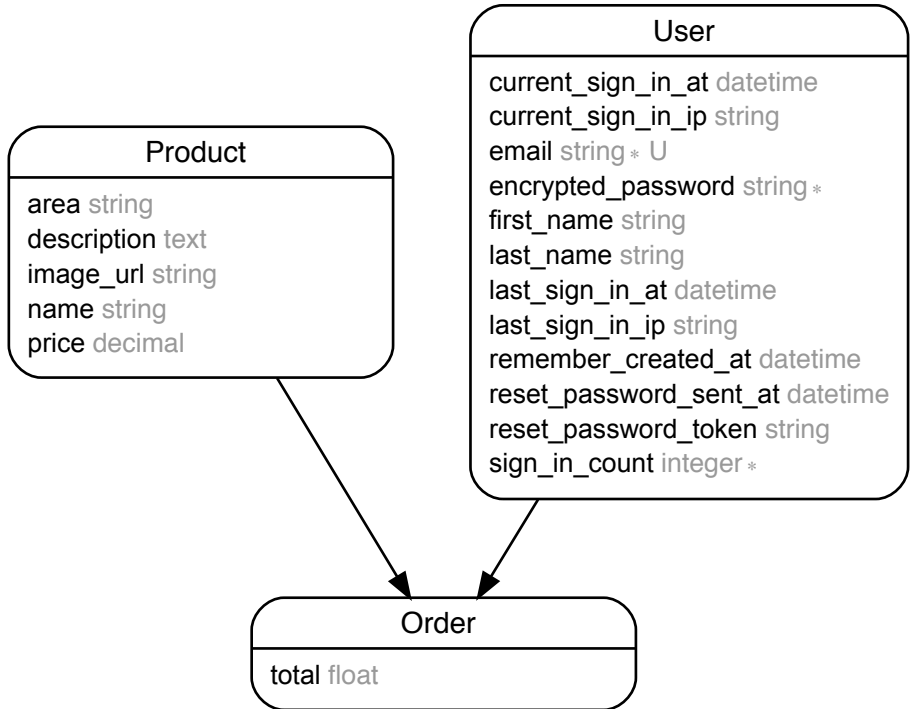 Product
area string
description text
image_url string
name string
price decimal
User
current_sign_in_at datetime
current_sign_in_ip string
email string * U
encrypted_password string *
first_name string
last_name string
last_sign_in_at datetime
last_sign_in_ip string
remember_created_at datetime
reset_password_sent_at datetime
reset_password_token string
sign_in_count integer *
Order
total float